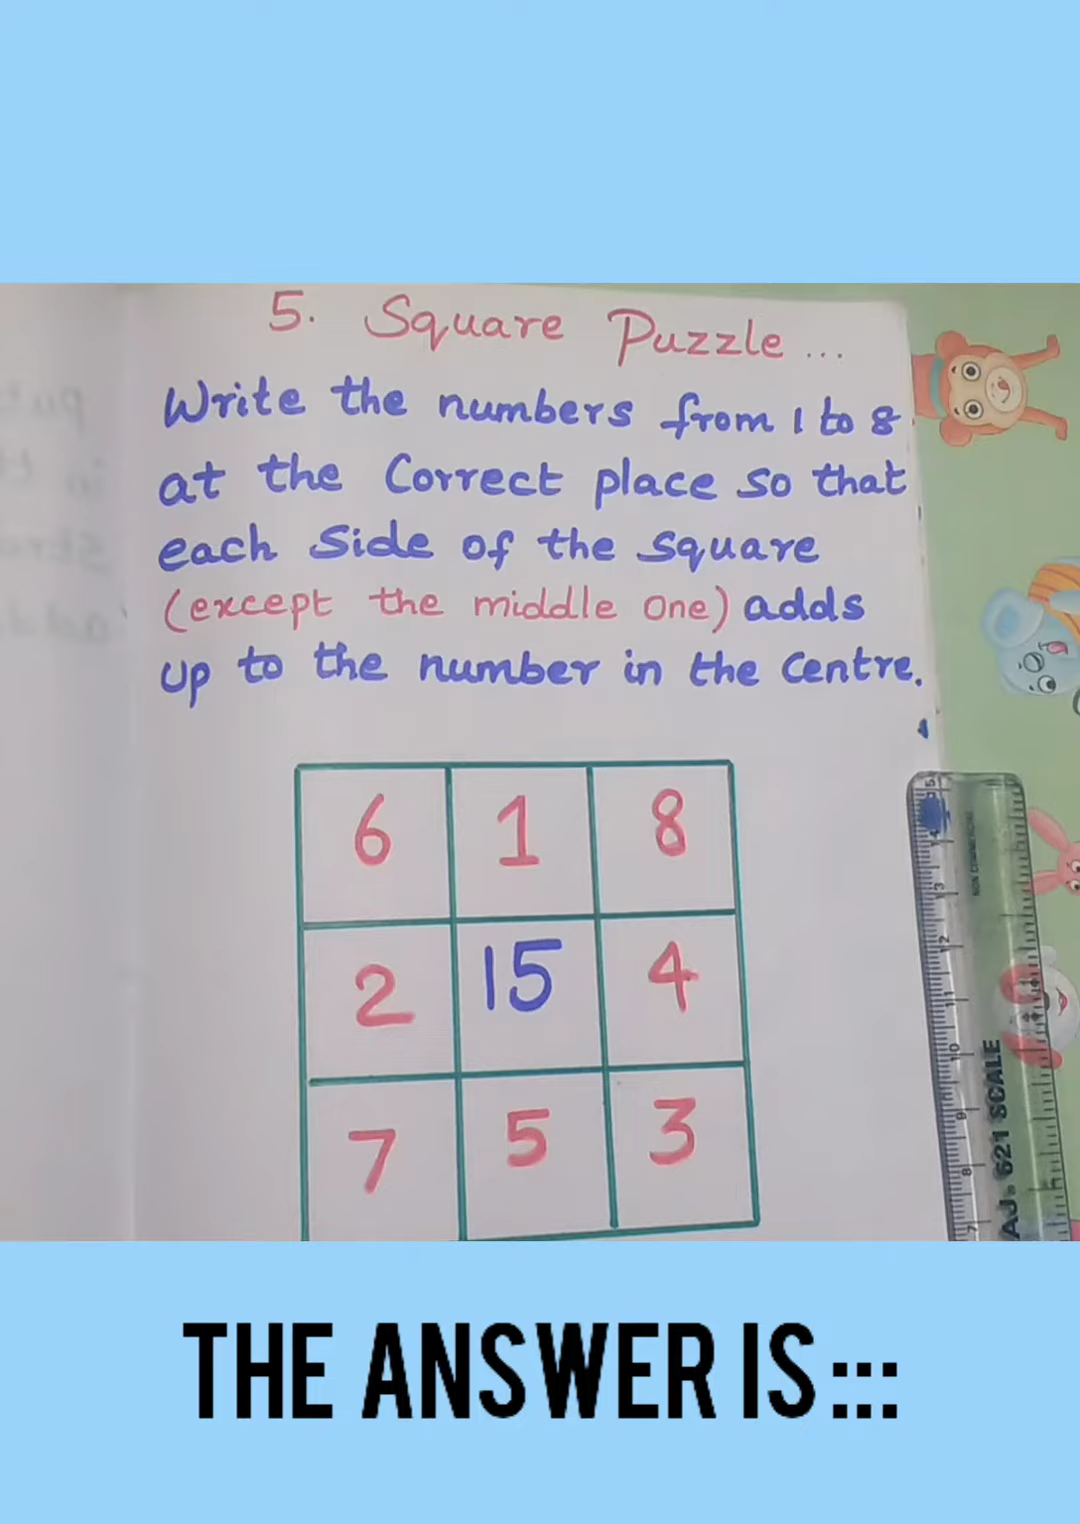 5. Square Puzzle...
Write the numbers from 1 to 8
at the Correct place so that
each Side of the Square
(except the middle one) adds
up to the number in the Centre.
6 1 8
2 15 4
7 5 3
AJ. 621 SCALE
THE ANSWER IS :::